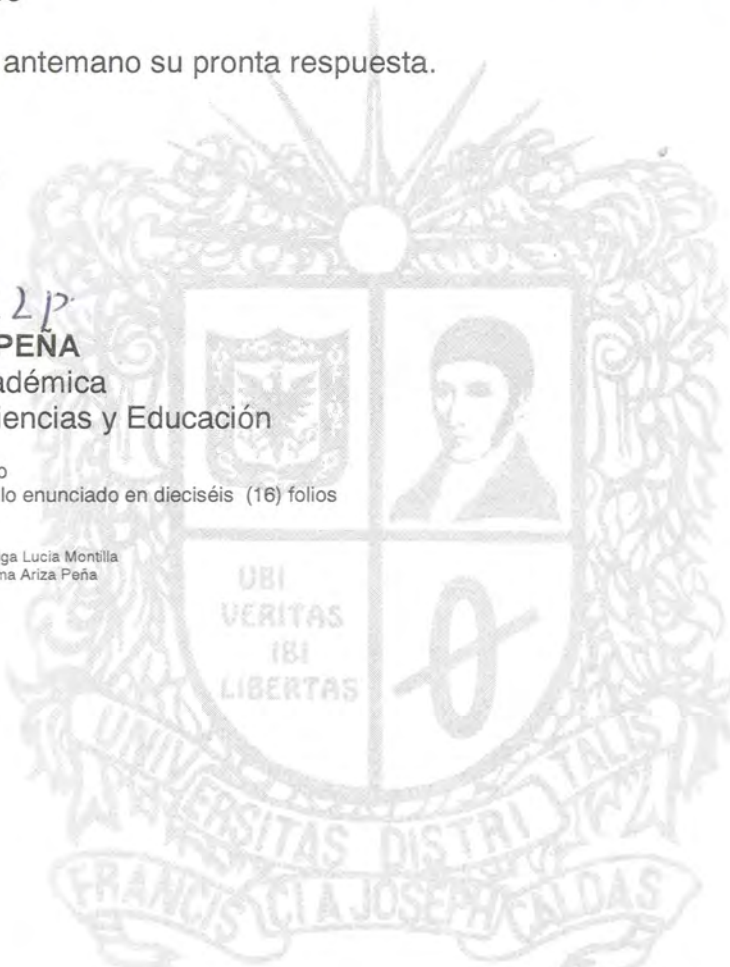 antemano su pronta respuesta.
PEÑA
adémica
iencias y Educación
lo enunciado en dieciséis (16) folios
ga Lucia Montilla
ma Ariza Peña
UBI
VERITAS
IBI
LIBERTAS
UNIVERSITAS DISTRITALIS
FRANCISCI A JOSEPH CALDAS